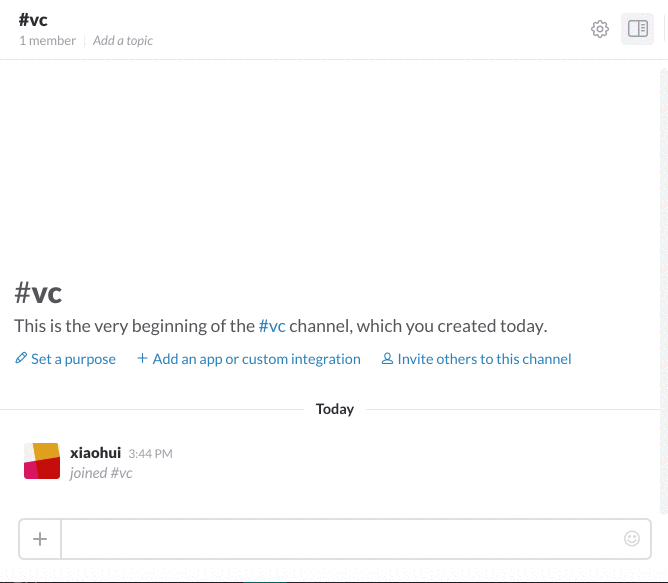 #vc
1 member | Add a topic
#vc
This is the very beginning of the #vc channel, which you created today.
Set a purpose + Add an app or custom integration Invite others to this channel
Today
xiaohui 3:44 PM
joined #vc